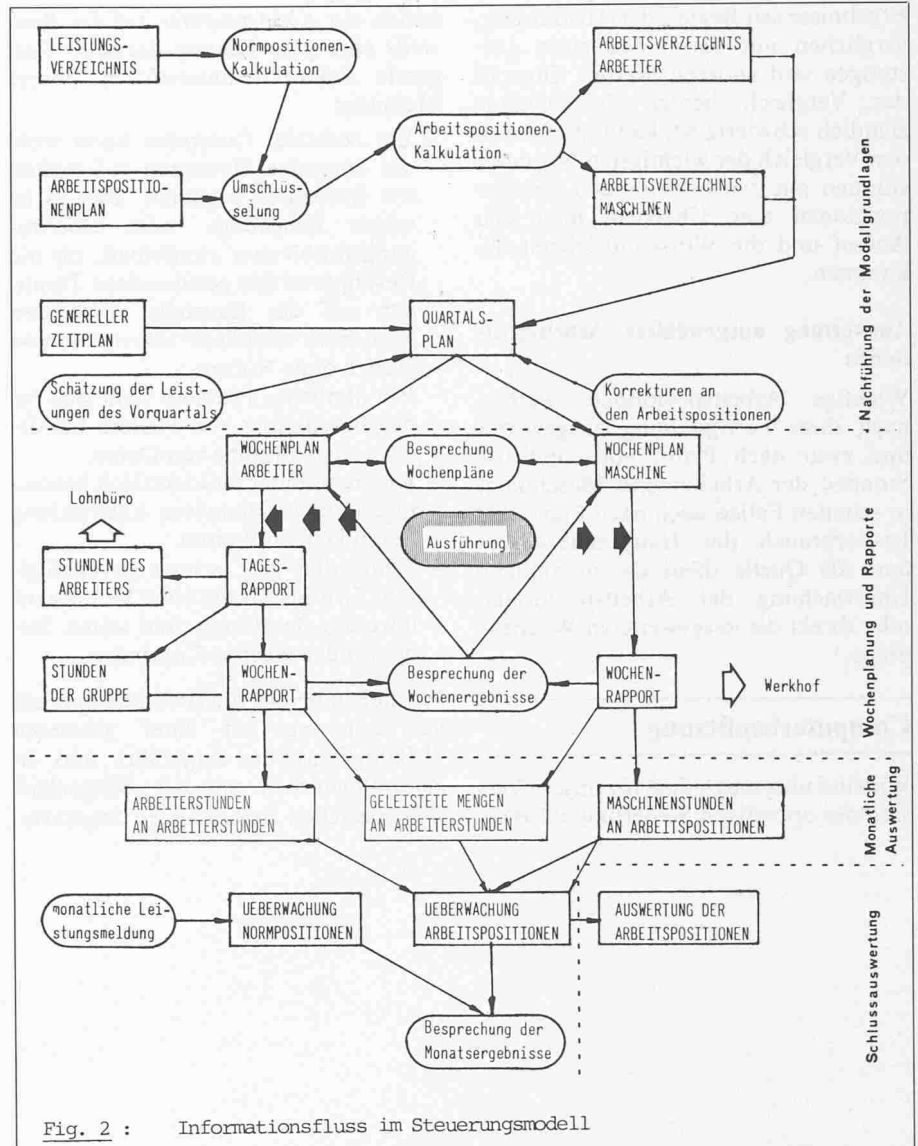 LEISTUNGS-
VERZEICHNIS
Normpositionen-
Kalkulation
ARBEITSVERZEICHNIS
ARBEITER
Arbeitspositionen-
Kalkulation
ARBEITSPOSITIO-
NENPLAN
Umschlüs-
selung
ARBEITSVERZEICHNIS
MASCHINEN
GENERELLER
ZEITPLAN
QUARTALS-
PLAN
Schätzung der Leist-
ungen des Vorquartals
Korrekturen an
den Arbeitspositionen
WOCHENPLAN
ARBEITER
Besprechung
Wochenpläne
WOCHENPLAN
MASCHINE
Lohnbüro
Ausführung
STUNDEN DES
ARBEITERS
TAGES-
RAPPORT
STUNDEN
DER GRUPPE
WOCHEN-
RAPPORT
Besprechung der
Wochenergebnisse
WOCHEN-
RAPPORT
Werkhof
ARBEITERSTUNDEN
AN ARBEITERSTUNDEN
GELEISTETE MENGEN
AN ARBEITERSTUNDEN
MASCHINENSTUNDEN
AN ARBEITSPOSITIONEN
monatliche Lei-
stungsmeldung
UEBERWACHUNG
NORMPOSITIONEN
UEBERWACHUNG
ARBEITSPOSITIONEN
AUSWERTUNG DER
ARBEITSPOSITIONEN
Besprechung der
Monatsergebnisse
Nachführung der Modellgrundlagen
Wochenplanung und Rapporte
Monatliche
Auswertung
Schlussauswertung
Fig. 2 : Informationsfluss im Steuerungsmodell